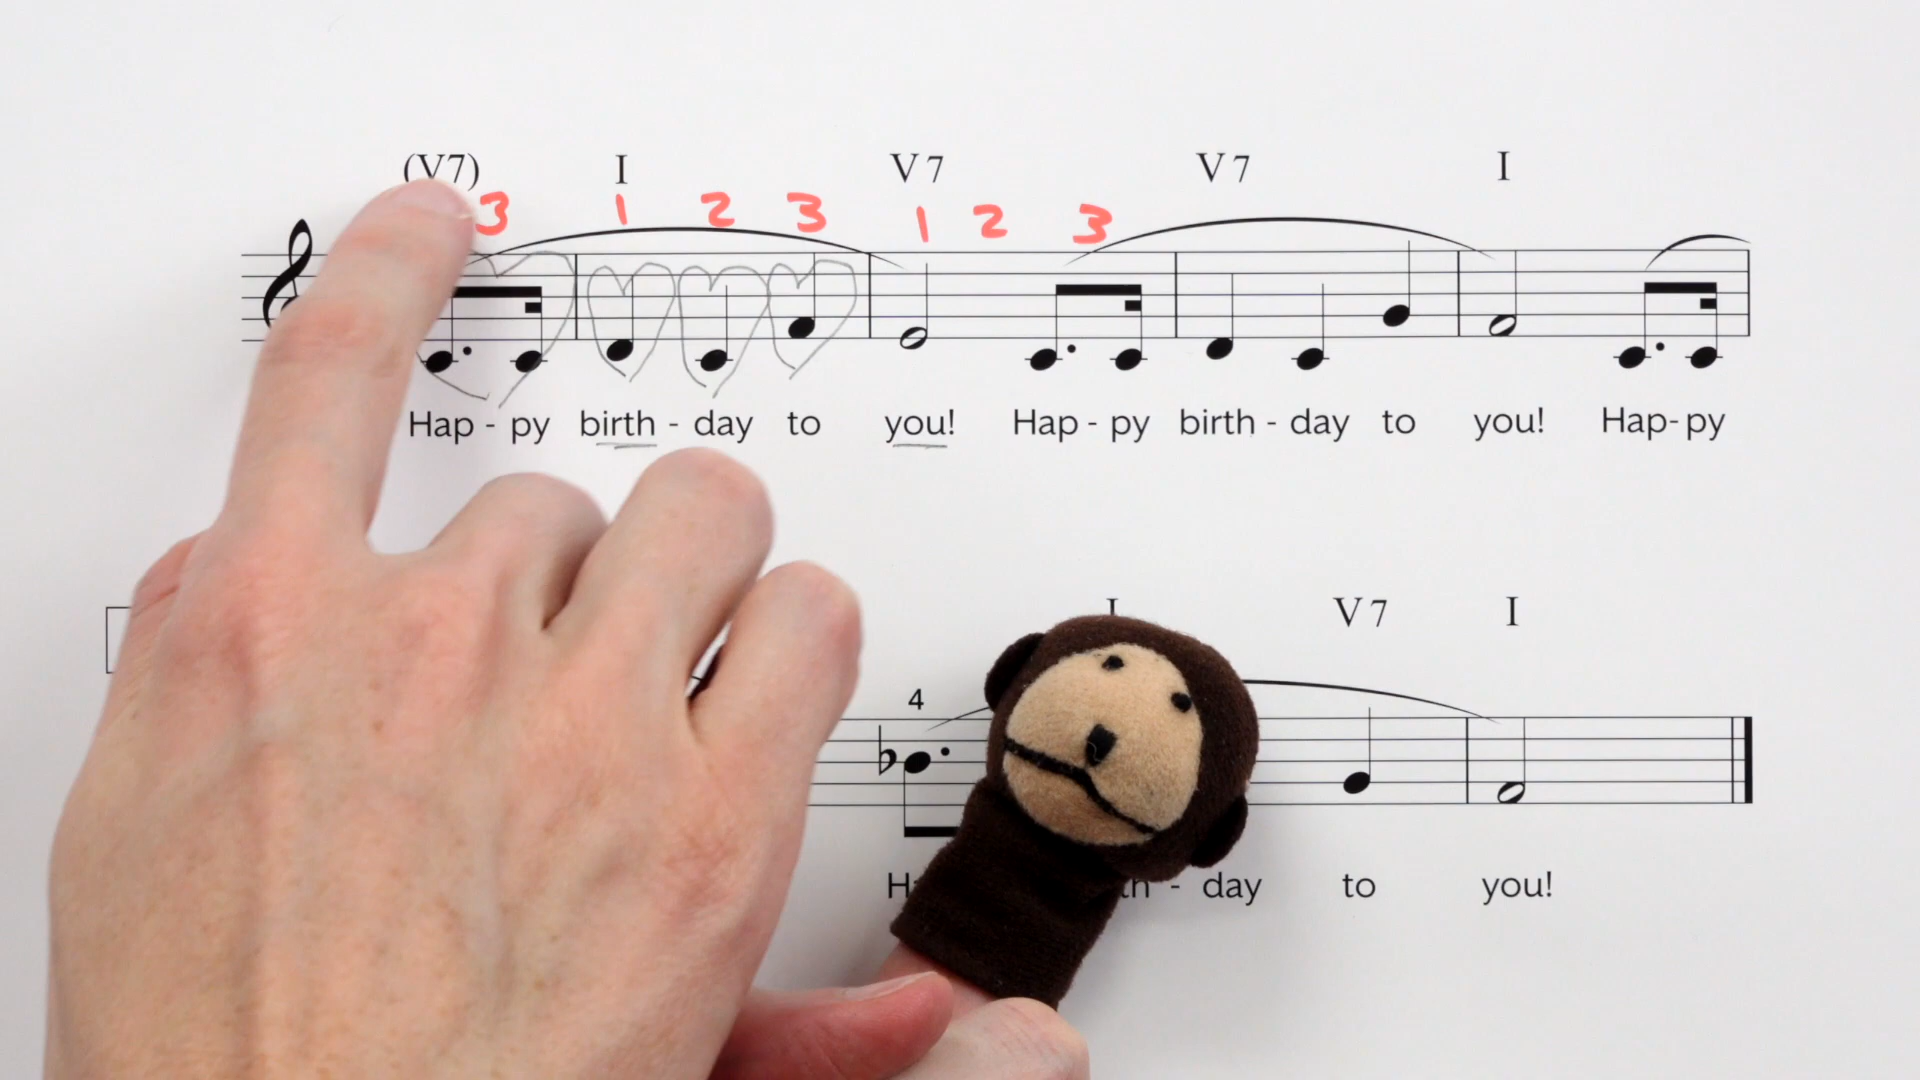 (V7) I V7 V7 I
3 1 2 3 1 2 3
Hap - py birth - day to you! Hap - py birth - day to you! Hap - py
I V7 I
4
day to you!